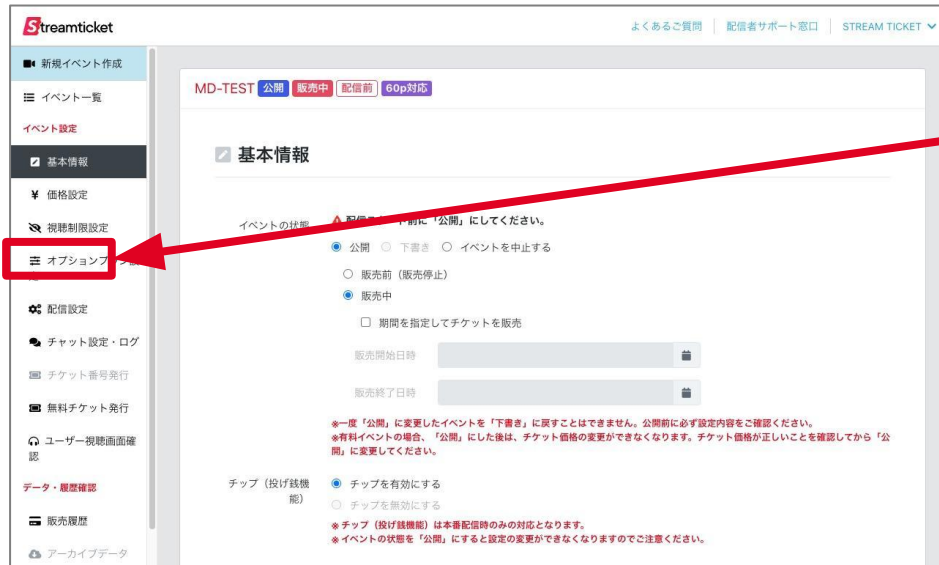 Streamticket
よくあるご質問
配信者サポート窓口
STREAM TICKET
新規イベント作成
イベント一覧
イベント設定
基本情報
価格設定
視聴制限設定
オプションプ
配信設定
チャット設定・ログ
チケット番号発行
無料チケット発行
ユーザー視聴画面確
認
データ・履歴確認
販売履歴
アーカイブデータ
MD-TEST 公開 販売中 配信前 60p対応
基本情報
イベントの状態
前に「公開」にしてください。
公開 下書き イベントを中止する
販売前（販売停止）
販売中
期間を指定してチケットを販売
販売開始日時
販売終了日時
※一度「公開」に変更したイベントを「下書き」に戻すことはできません。公開前に必ず設定内容をご確認ください。
※有料イベントの場合、「公開」にした後は、チケット価格の変更ができなくなります。チケット価格が正しいことを確認してから「公
開」に変更してください。
チップ（投げ銭機
能）
チップを有効にする
チップを無効にする
※チップ（投げ銭機能）は本番配信時のみの対応となります。
※イベントの状態を「公開」にすると設定の変更ができなくなりますのでご注意ください。